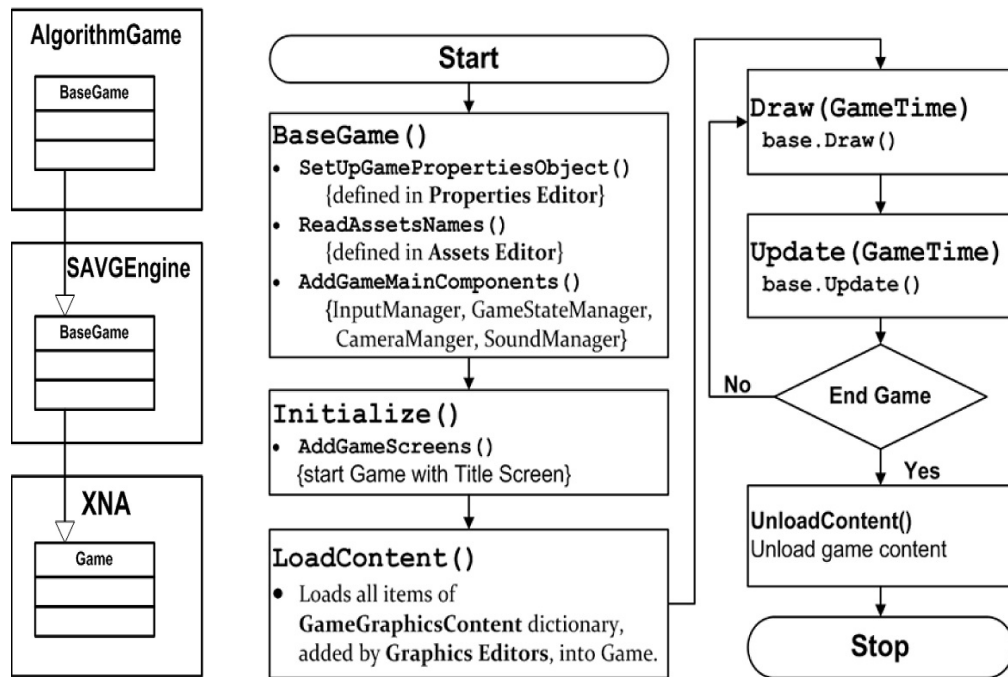 AlgorithmGame
BaseGame
SAVGEngine
BaseGame
XNA
Game
Start
BaseGame()
• SetUpGamePropertiesObject()
{defined in Properties Editor}
• ReadAssetsNames()
{defined in Assets Editor}
• AddGameMainComponents()
{InputManager, GameStateManager,
CameraManger, SoundManager}
Initialize()
• AddGameScreens()
{start Game with Title Screen}
LoadContent()
• Loads all items of
GameGraphicsContent dictionary,
added by Graphics Editors, into Game.
Draw(GameTime)
base.Draw()
Update(GameTime)
base.Update()
No
End Game
Yes
UnloadContent()
Unload game content
Stop